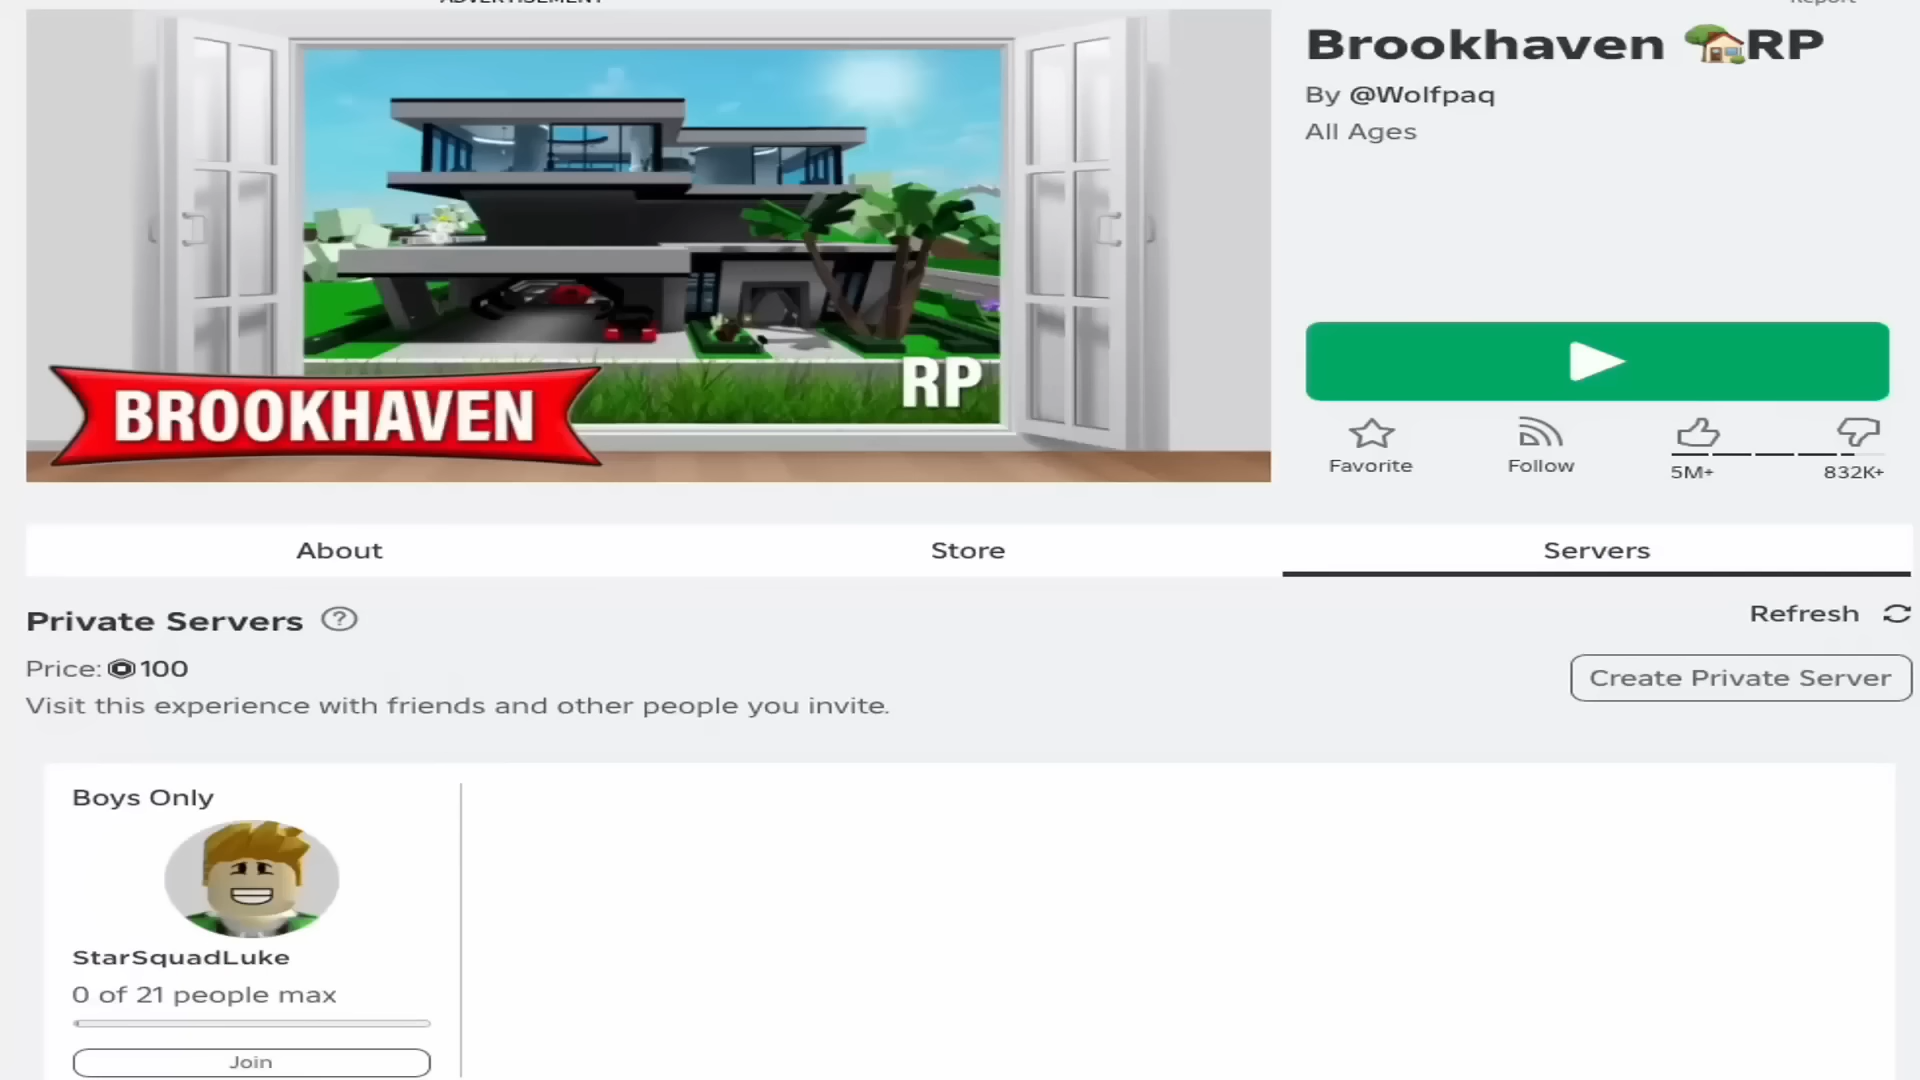 ADVERTISEMENT
Report
BROOKHAVEN
RP
Brookhaven 🏡RP
By @Wolfpaq
All Ages
Favorite
Follow
5M+
832K+
About
Store
Servers
Private Servers ?
Refresh
Price: 100
Create Private Server
Visit this experience with friends and other people you invite.
Boys Only
StarSquadLuke
0 of 21 people max
Join